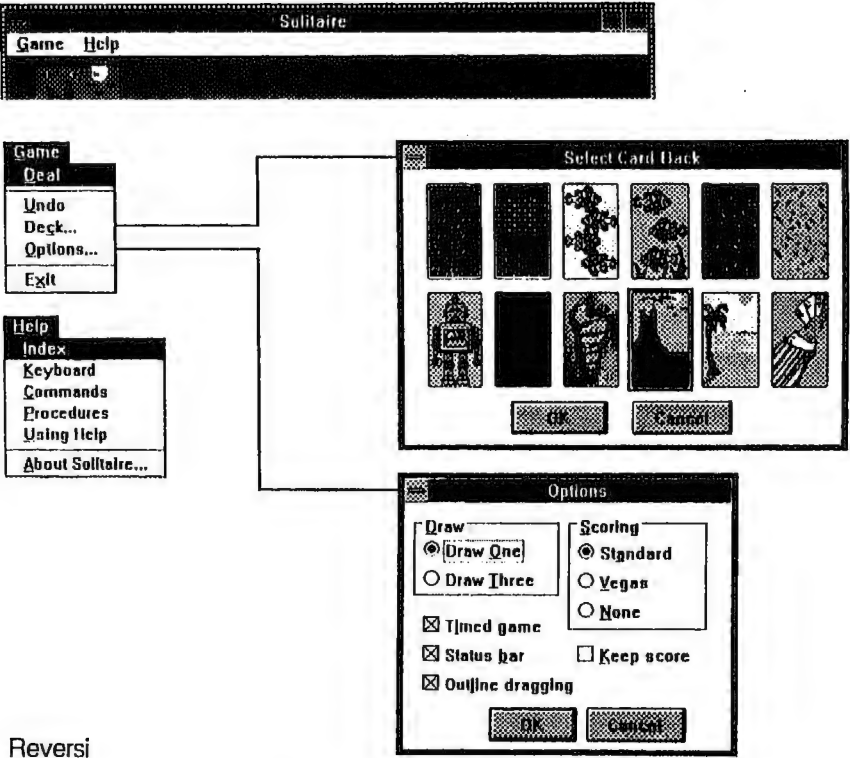 Solitaire
Game Help
Game
Deal
Undo
Deck...
Options...
Exit
Select Card Back
OK Cancel
Help
Index
Keyboard
Commands
Procedures
Using Help
About Solitaire...
Options
Draw
Draw One
Draw Three
Scoring
Standard
Vegas
None
Timed game
Status bar
Keep score
Outline dragging
OK Cancel
Reversi